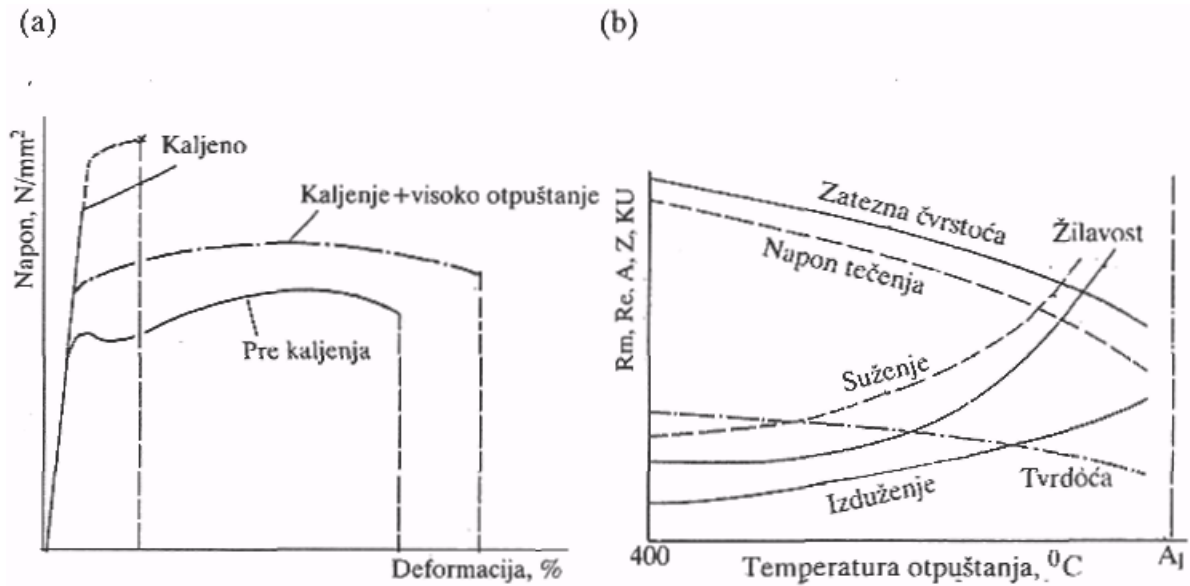 (a)
Napon, N/mm²
Kaljeno
Kaljenje+visoko otpuštanje
Pre kaljenja
Deformacija, %
(b)
Rm, Re, A, Z, KU
Zatezna čvrstoća
Žilavost
Napon tečenja
Suženje
Izduženje
Tvrdoća
400
Temperatura otpuštanja, ⁰C
A₁